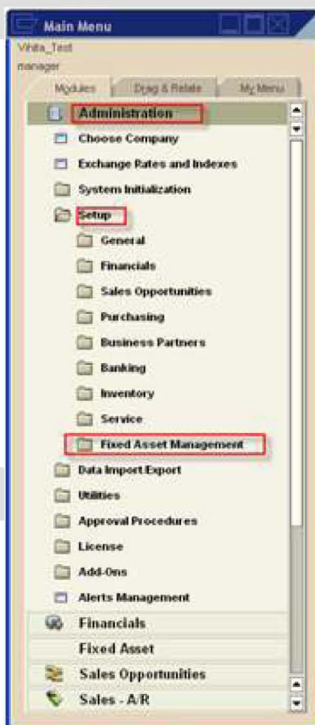 Main Menu
Vihita_Test
manager
Modules Drag & Relate My Menu
Administration
Choose Company
Exchange Rates and Indexes
System Initialization
Setup
General
Financials
Sales Opportunities
Purchasing
Business Partners
Banking
Inventory
Service
Fixed Asset Management
Data Import/Export
Utilities
Approval Procedures
License
Add-Ons
Alerts Management
Financials
Fixed Asset
Sales Opportunities
Sales - A/R